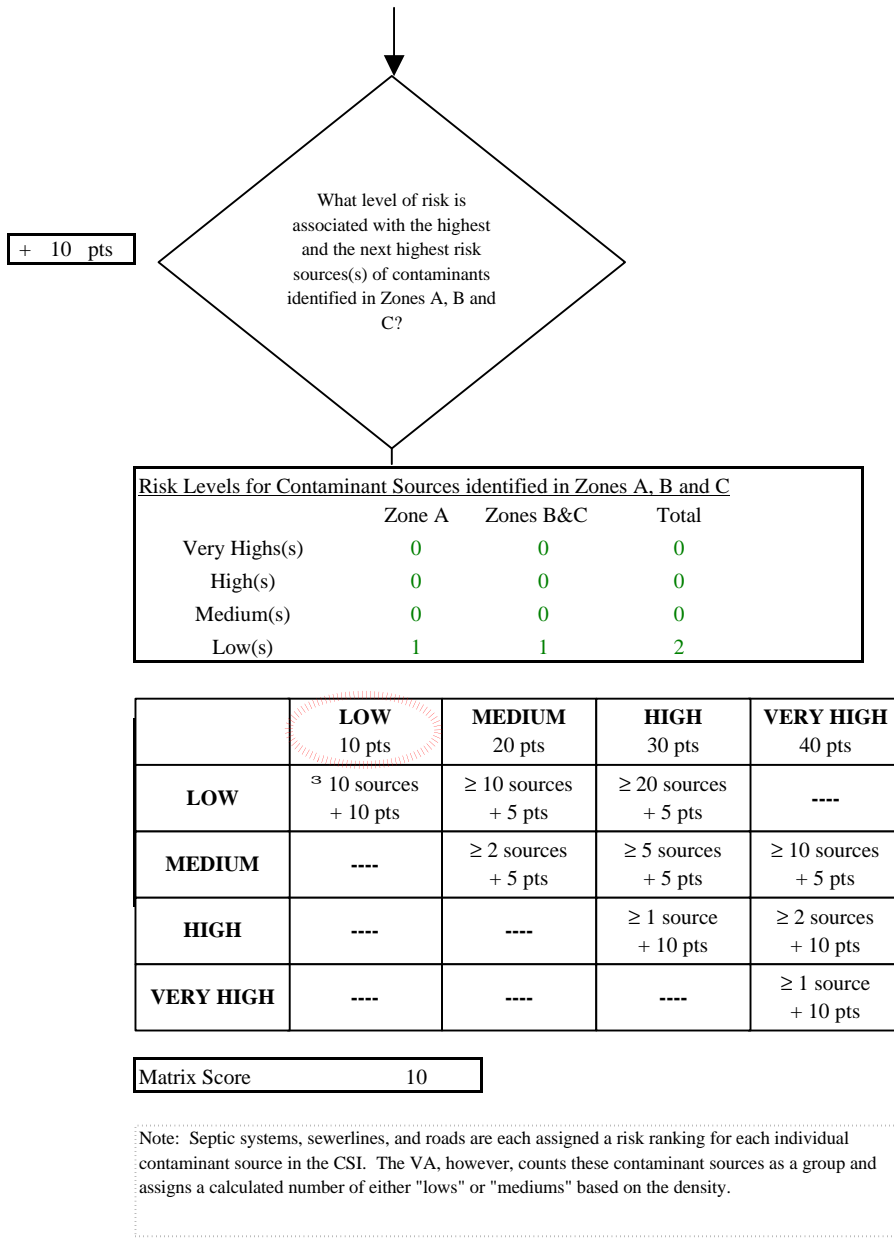 What level of risk is
associated with the highest
and the next highest risk
sources(s) of contaminants
identified in Zones A, B and
C?
+ 10 pts
Risk Levels for Contaminant Sources identified in Zones A, B and C
Zone A Zones B&C Total
Very Highs(s) 0 0 0
High(s) 0 0 0
Medium(s) 0 0 0
Low(s) 1 1 2
LOW MEDIUM HIGH VERY HIGH
10 pts 20 pts 30 pts 40 pts
LOW ³ 10 sources + 10 pts ≥ 10 sources + 5 pts ≥ 20 sources + 5 pts ----
MEDIUM ---- ≥ 2 sources + 5 pts ≥ 5 sources + 5 pts ≥ 10 sources + 5 pts
HIGH ---- ---- ≥ 1 source + 10 pts ≥ 2 sources + 10 pts
VERY HIGH ---- ---- ---- ≥ 1 source + 10 pts
Matrix Score 10
Note: Septic systems, sewerlines, and roads are each assigned a risk ranking for each individual
contaminant source in the CSI. The VA, however, counts these contaminant sources as a group and
assigns a calculated number of either "lows" or "mediums" based on the density.